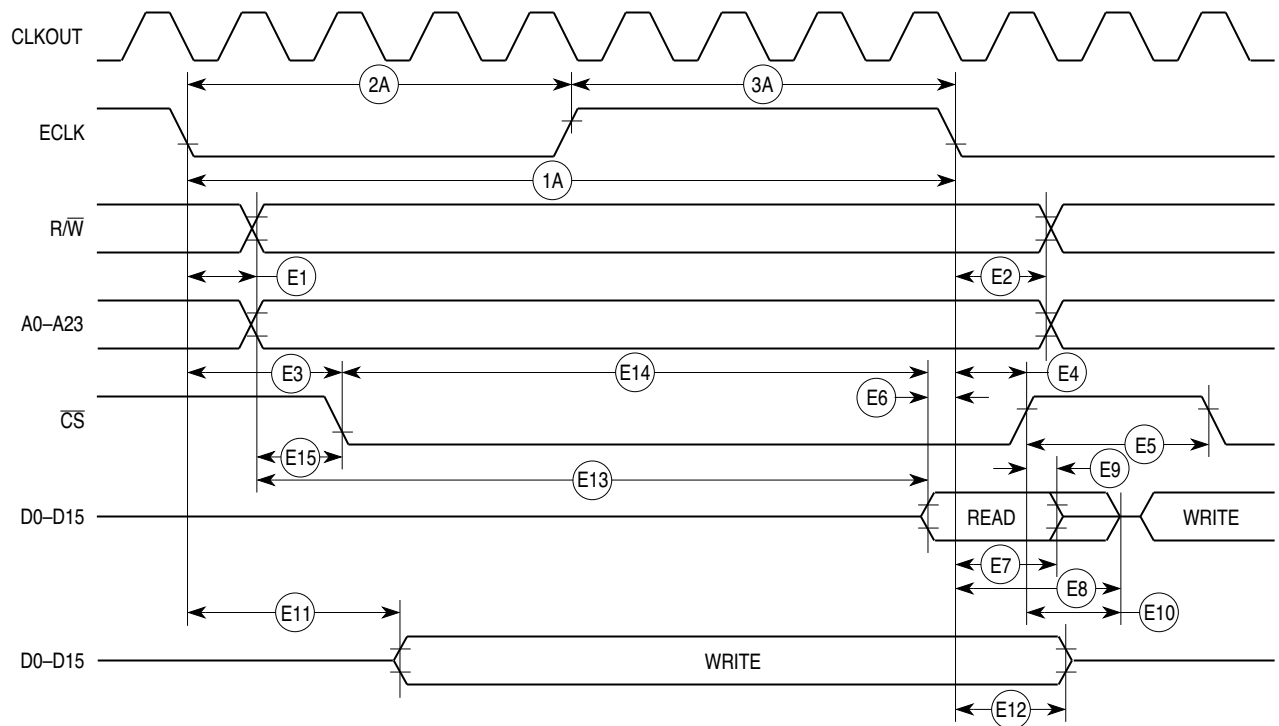 CLKOUT
2A
3A
ECLK
1A
R/W̅
E1
E2
A0–A23
E3
E14
E4
E6
C̅S̅
E15
E5
E13
E9
D0–D15
READ
WRITE
E7
E8
E11
E10
D0–D15
WRITE
E12